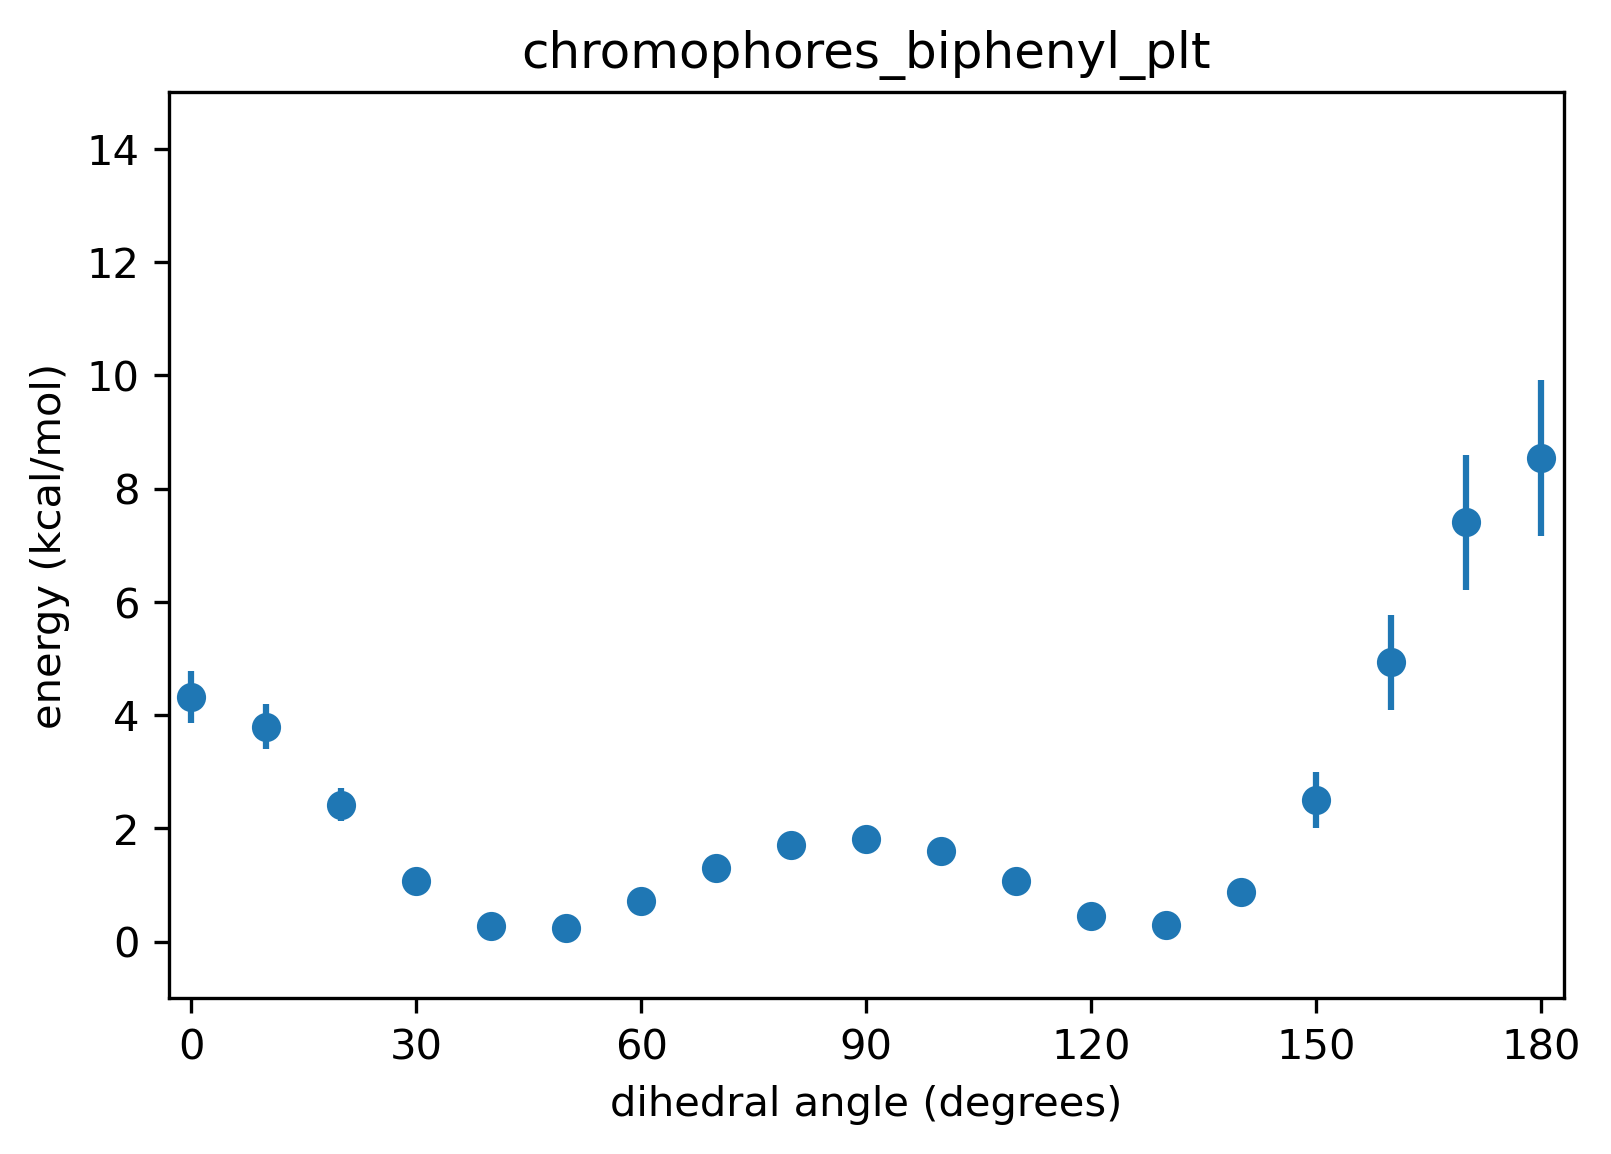 chromophores_biphenyl_plt
energy (kcal/mol)
14
12
10
8
6
4
2
0
0 30 60 90 120 150 180
dihedral angle (degrees)